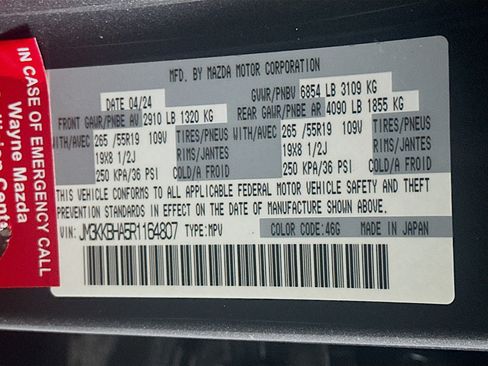 MFD. BY MAZDA MOTOR CORPORATION
DATE 04/24
GVWR/PNBV 6854 LB 3109 KG
FRONT GAWR/PNBE AV 2910 LB 1320 KG
REAR GAWR/PNBE AR 4090 LB 1855 KG
WITH/AVEC 265 /55R19 109V TIRES/PNEUS WITH/AVEC 265 /55R19 109V TIRES/PNEUS
19X8 1/2J RIMS/JANTES 19X8 1/2J RIMS/JANTES
250 KPA/36 PSI COLD/A FROID 250 KPA/36 PSI COLD/A FROID
THIS VEHICLE CONFORMS TO ALL APPLICABLE FEDERAL MOTOR VEHICLE SAFETY AND THEFT
PREVENTION STANDARDS IN EFFECT ON THE DATE OF MANUFACTURE SHOWN ABOVE.
VIN: JM3KKBHA5R1164807 TYPE: MPV COLOR CODE: 46G MADE IN JAPAN
IN CASE OF EMERGENCY CALL
Wayne Mazda